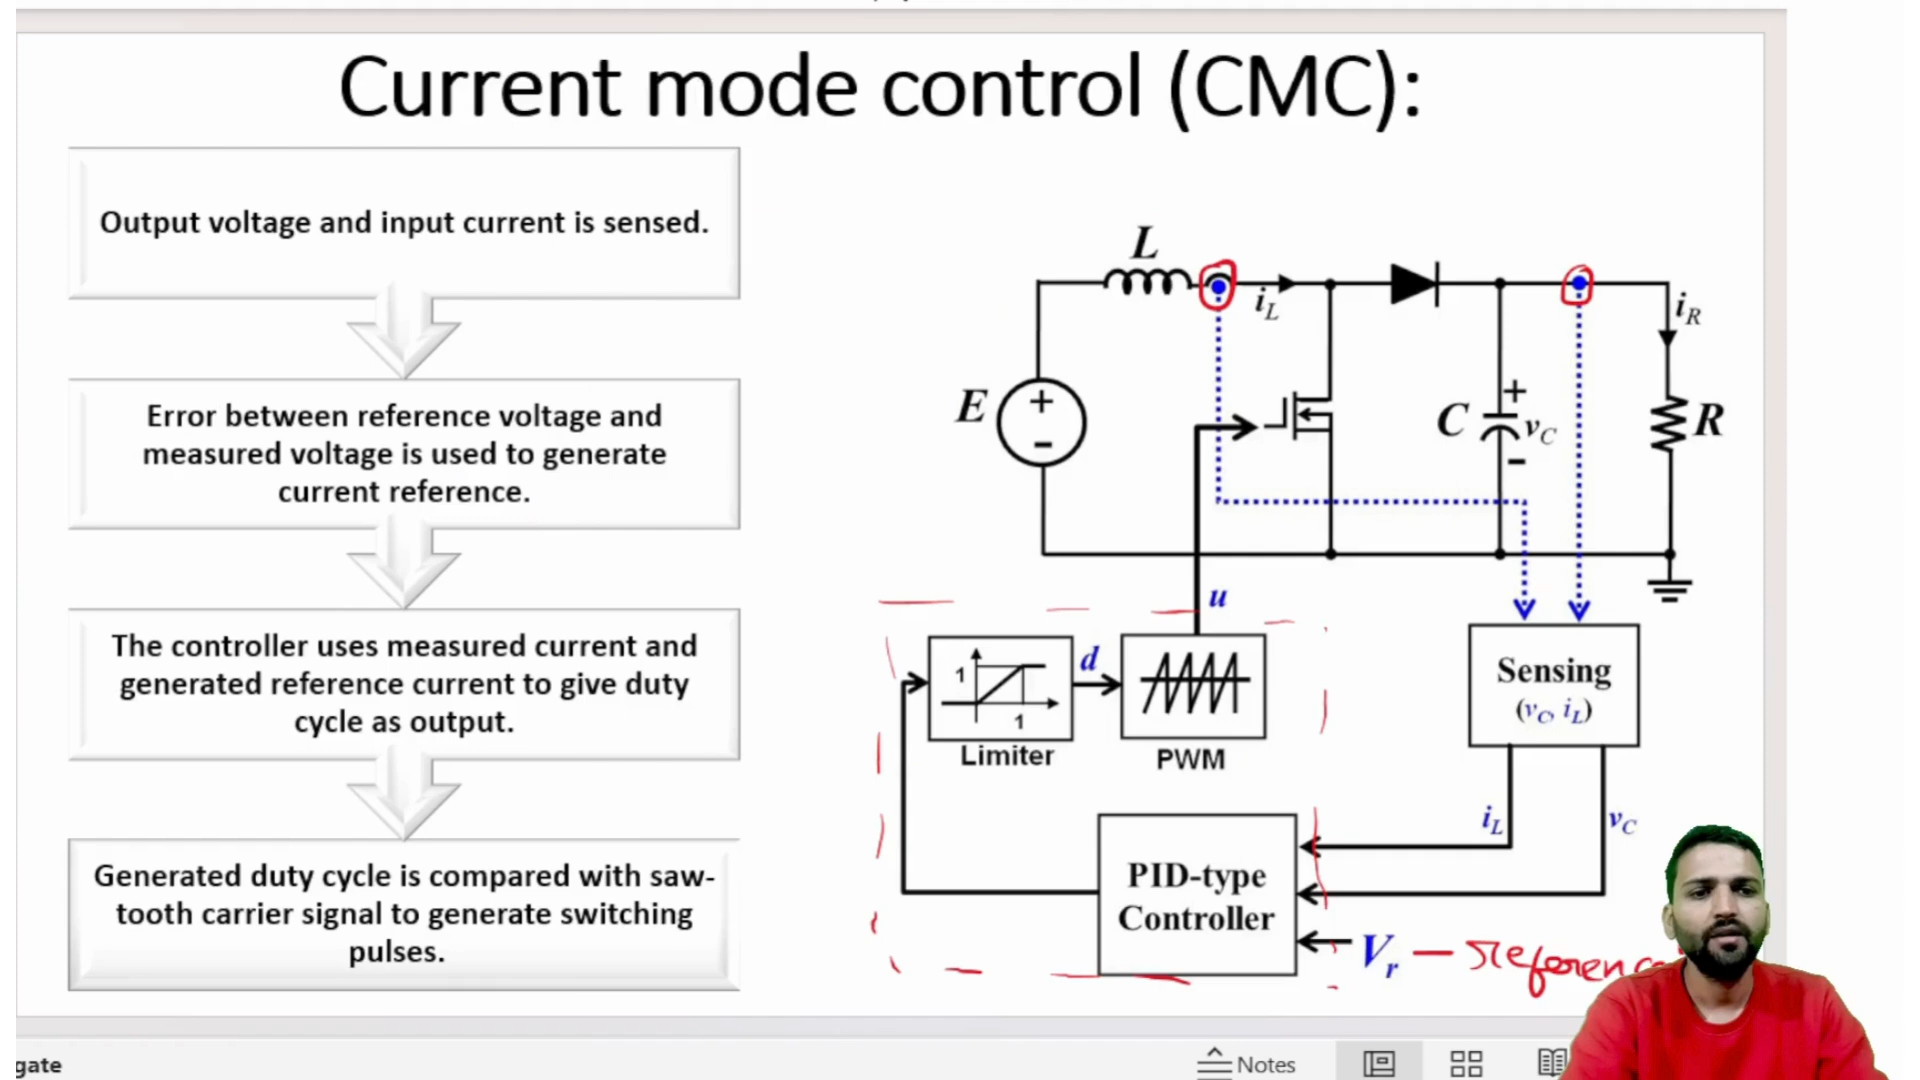 Current mode control (CMC):
Output voltage and input current is sensed.
Error between reference voltage and
measured voltage is used to generate
current reference.
The controller uses measured current and
generated reference current to give duty
cycle as output.
Generated duty cycle is compared with saw-
tooth carrier signal to generate switching
pulses.
L
iL
iR
E
+
-
C
+
vC
-
R
u
1
1
d
Limiter
PWM
Sensing
(vC, iL)
iL
vC
PID-type
Controller
Vr —
gate
Notes